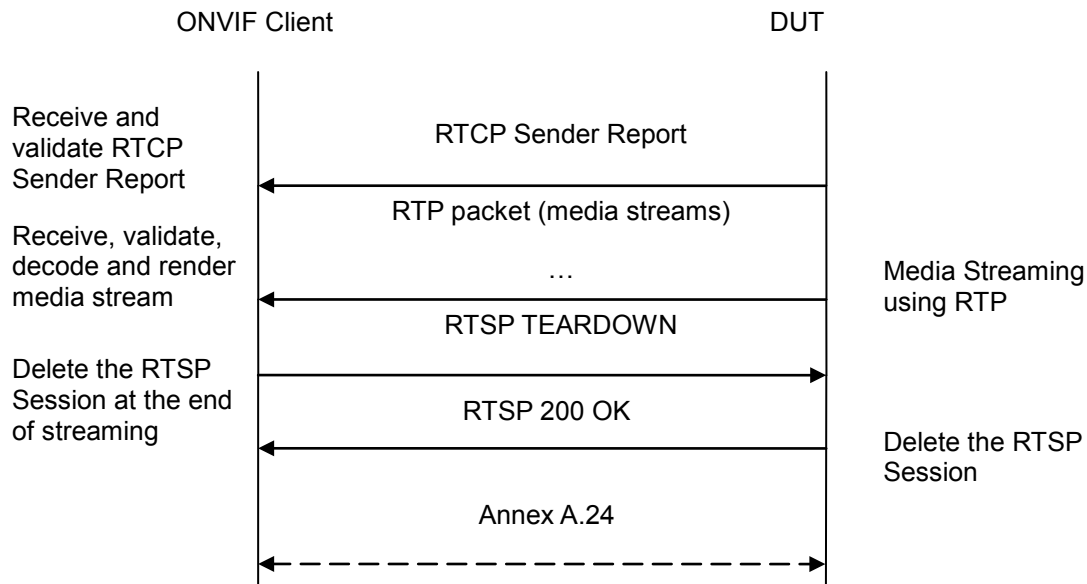 ONVIF Client
DUT
Receive and
validate RTCP
Sender Report
RTCP Sender Report
RTP packet (media streams)
Receive, validate,
decode and render
media stream
…
Media Streaming
using RTP
RTSP TEARDOWN
Delete the RTSP
Session at the end
of streaming
RTSP 200 OK
Delete the RTSP
Session
Annex A.24